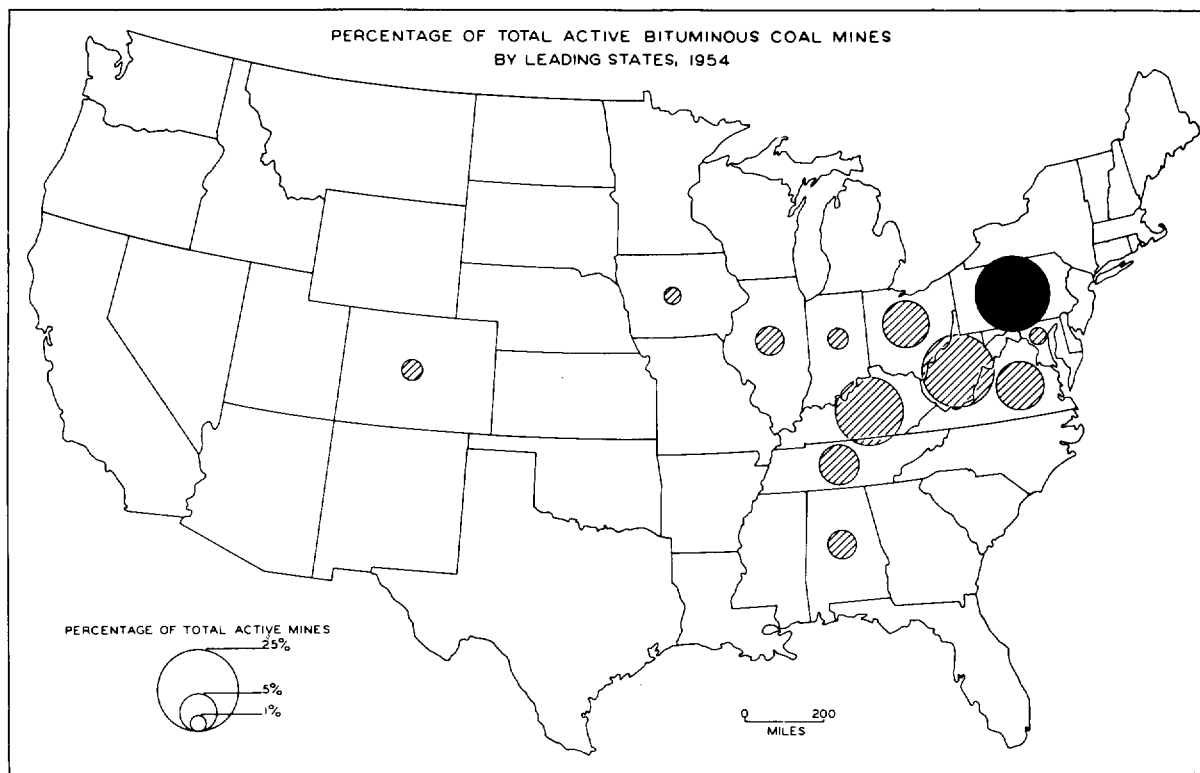 PERCENTAGE OF TOTAL ACTIVE BITUMINOUS COAL MINES
BY LEADING STATES, 1954
PERCENTAGE OF TOTAL ACTIVE MINES
25%
5%
1%
0 200
MILES